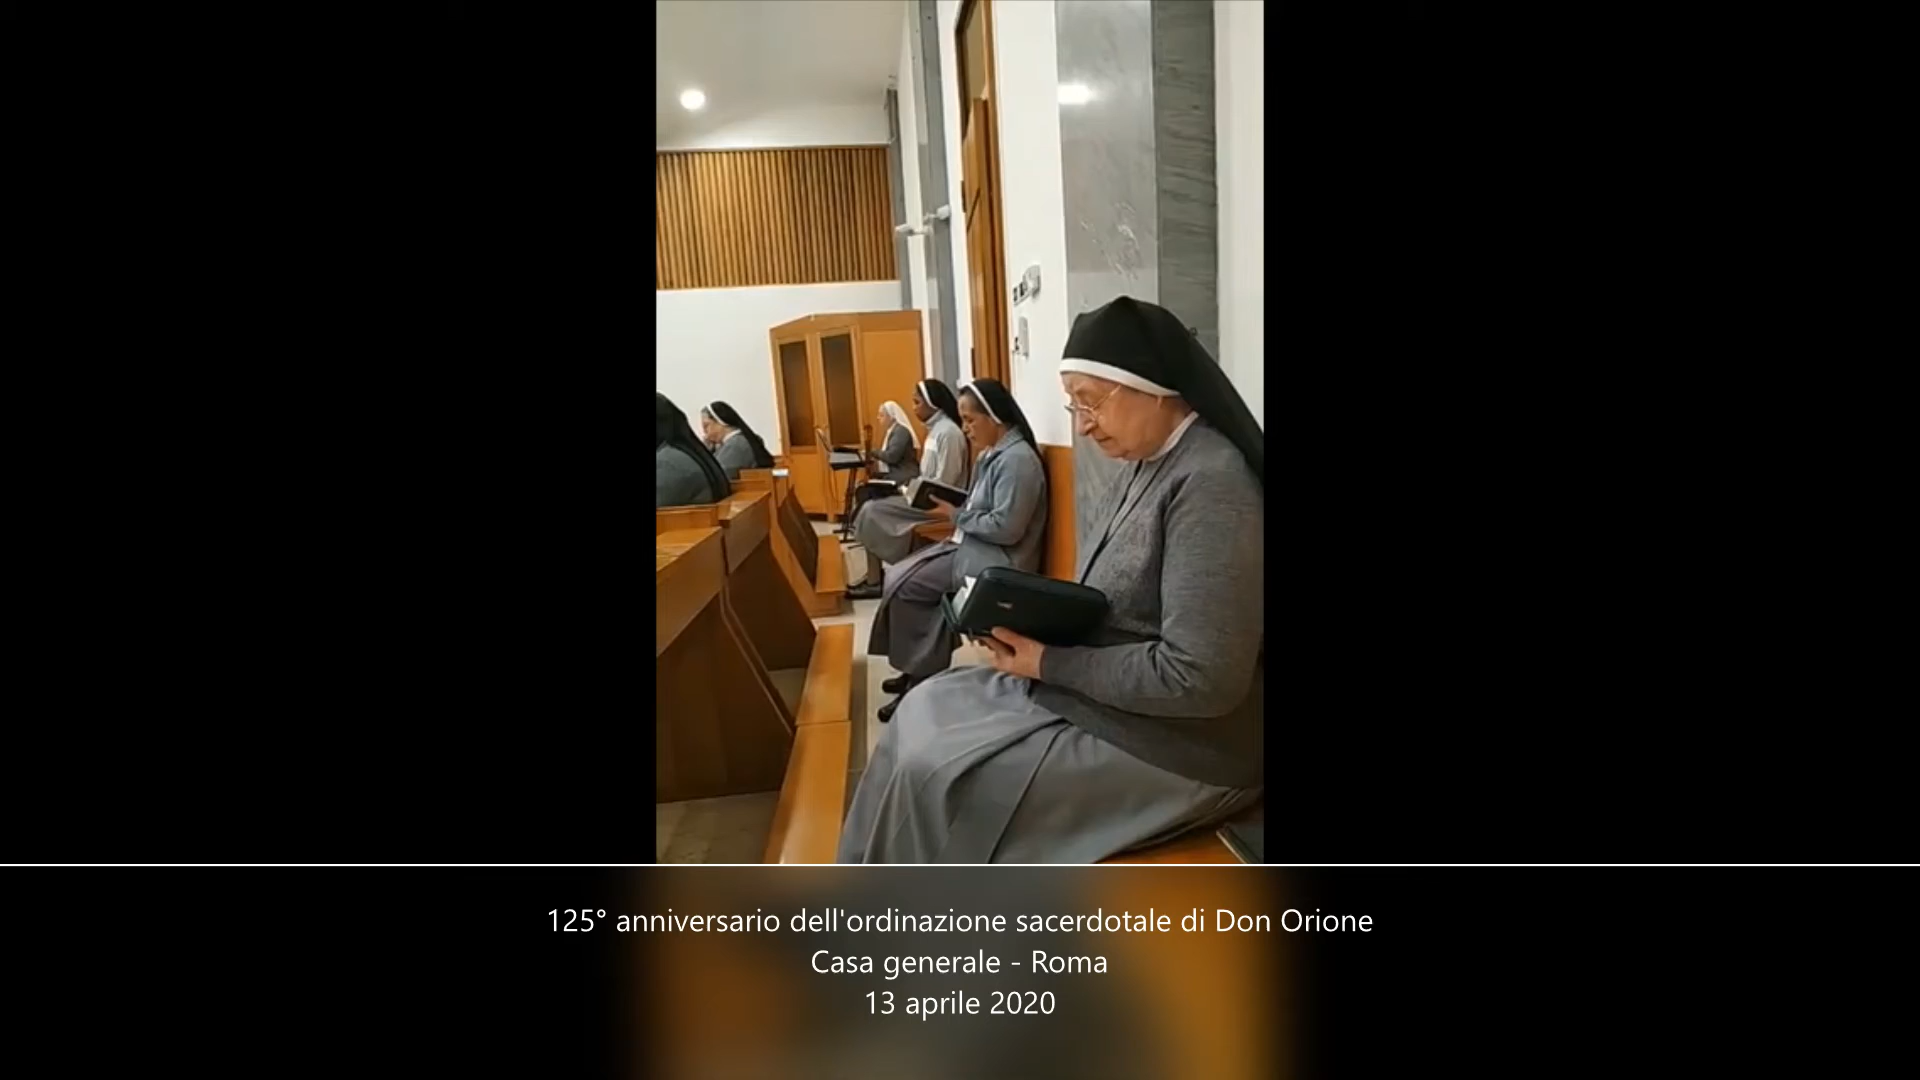 125° anniversario dell'ordinazione sacerdotale di Don Orione
Casa generale - Roma
13 aprile 2020